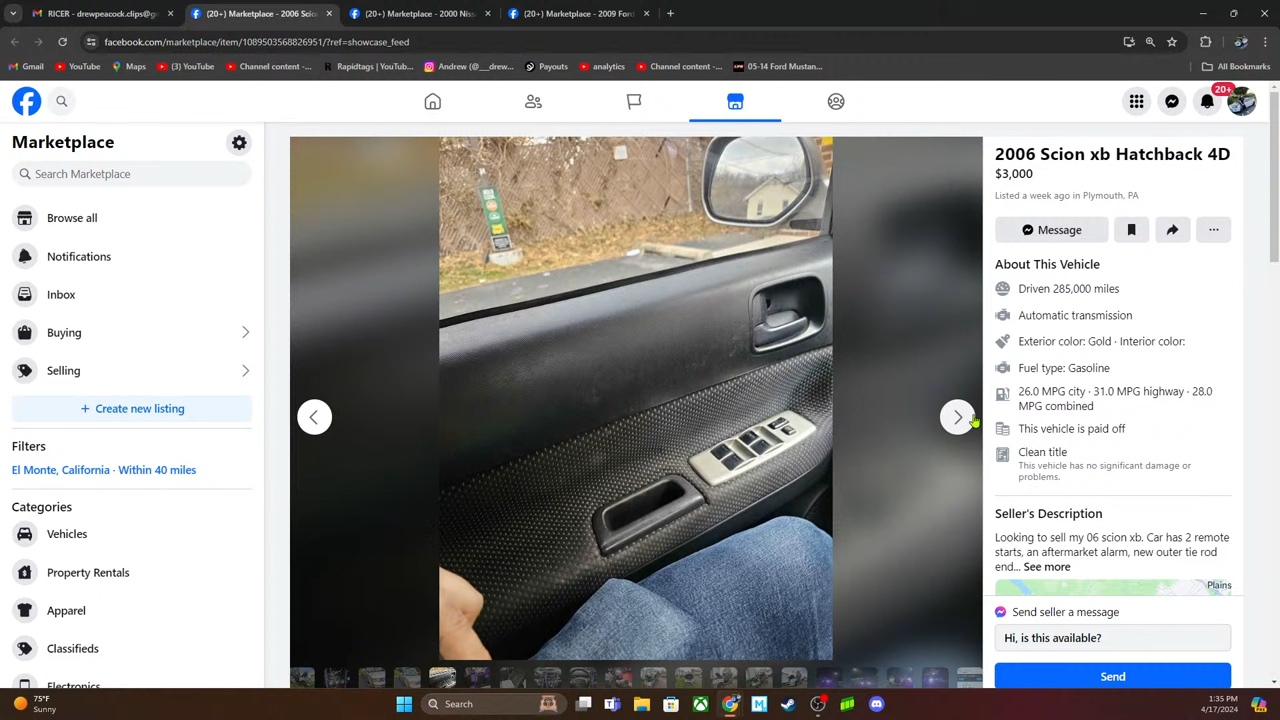 RICER - drewpeacock.clips@g
(20+) Marketplace - 2006 Scio
(20+) Marketplace - 2000 Niss
(20+) Marketplace - 2009 Ford
facebook.com/marketplace/item/1089503568826951/?ref=showcase_feed
Gmail
YouTube
Maps
(3) YouTube
Channel content -...
Rapidtags | YouTub...
Andrew (@___drew...
Payouts
analytics
Channel content -...
05-14 Ford Mustan...
All Bookmarks
20+
Marketplace
Search Marketplace
Browse all
Notifications
Inbox
Buying
Selling
+ Create new listing
Filters
El Monte, California · Within 40 miles
Categories
Vehicles
Property Rentals
Apparel
Classifieds
Electronics
2006 Scion xb Hatchback 4D
$3,000
Listed a week ago in Plymouth, PA
Message
About This Vehicle
Driven 285,000 miles
Automatic transmission
Exterior color: Gold · Interior color:
Fuel type: Gasoline
26.0 MPG city · 31.0 MPG highway · 28.0
MPG combined
This vehicle is paid off
Clean title
This vehicle has no significant damage or
problems.
Seller's Description
Looking to sell my 06 scion xb. Car has 2 remote
starts, an aftermarket alarm, new outer tie rod
end... See more
Plains
Send seller a message
Hi, is this available?
Send
75°F
Sunny
Search
1:35 PM
4/17/2024